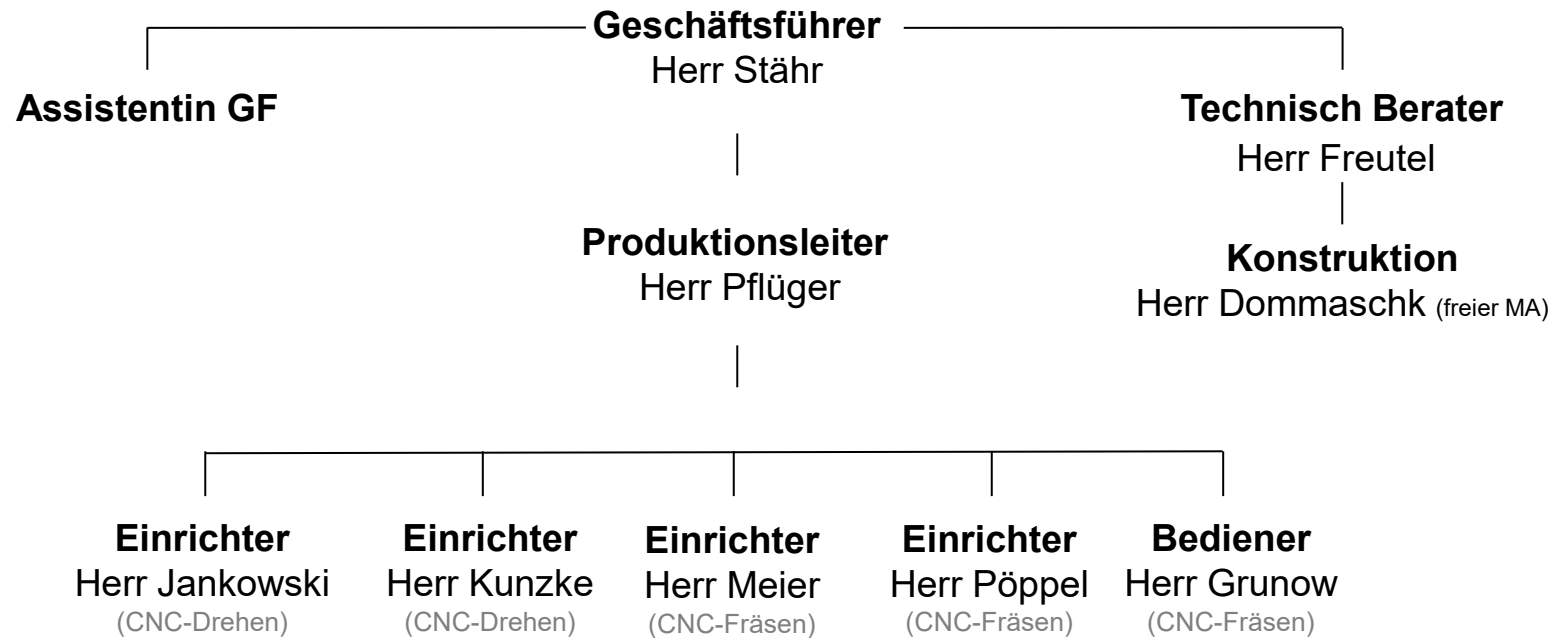 Geschäftsführer
Herr Stähr
Assistentin GF
Technisch Berater
Herr Freutel
Produktionsleiter
Herr Pflüger
Konstruktion
Herr Dommaschk (freier MA)
Einrichter
Herr Jankowski
(CNC-Drehen)
Einrichter
Herr Kunzke
(CNC-Drehen)
Einrichter
Herr Meier
(CNC-Fräsen)
Einrichter
Herr Pöppel
(CNC-Fräsen)
Bediener
Herr Grunow
(CNC-Fräsen)